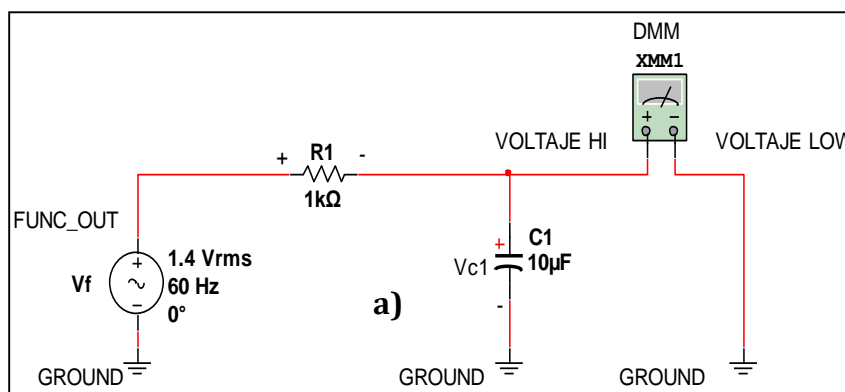 DMM
XMM1
+ -
VOLTAJE HI
VOLTAJE LOW
+ R1 -
1kΩ
FUNC_OUT
+
Vf
-
1.4 Vrms
60 Hz
0°
a)
+
Vc1
-
C1
10µF
GROUND
GROUND
GROUND